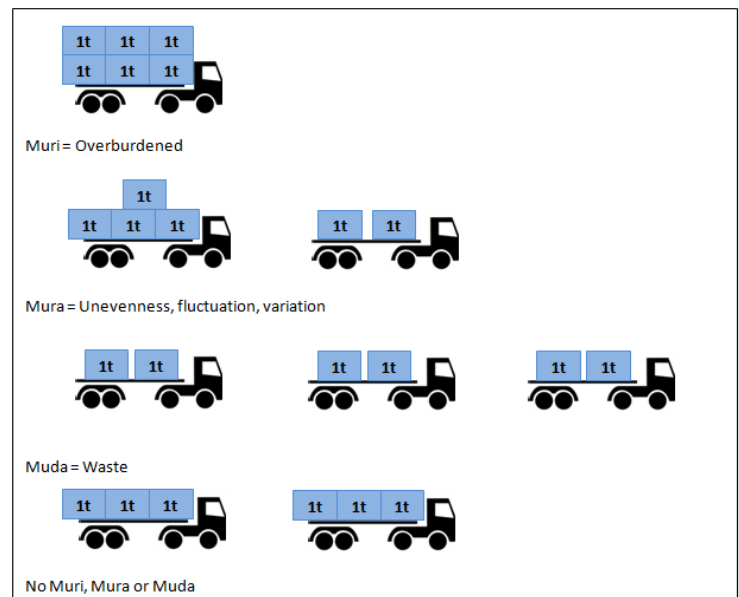 1t 1t 1t
1t 1t 1t
Muri = Overburdened
1t
1t 1t 1t 1t 1t
Mura = Unevenness, fluctuation, variation
1t 1t 1t 1t 1t 1t
Muda = Waste
1t 1t 1t 1t 1t 1t
No Muri, Mura or Muda